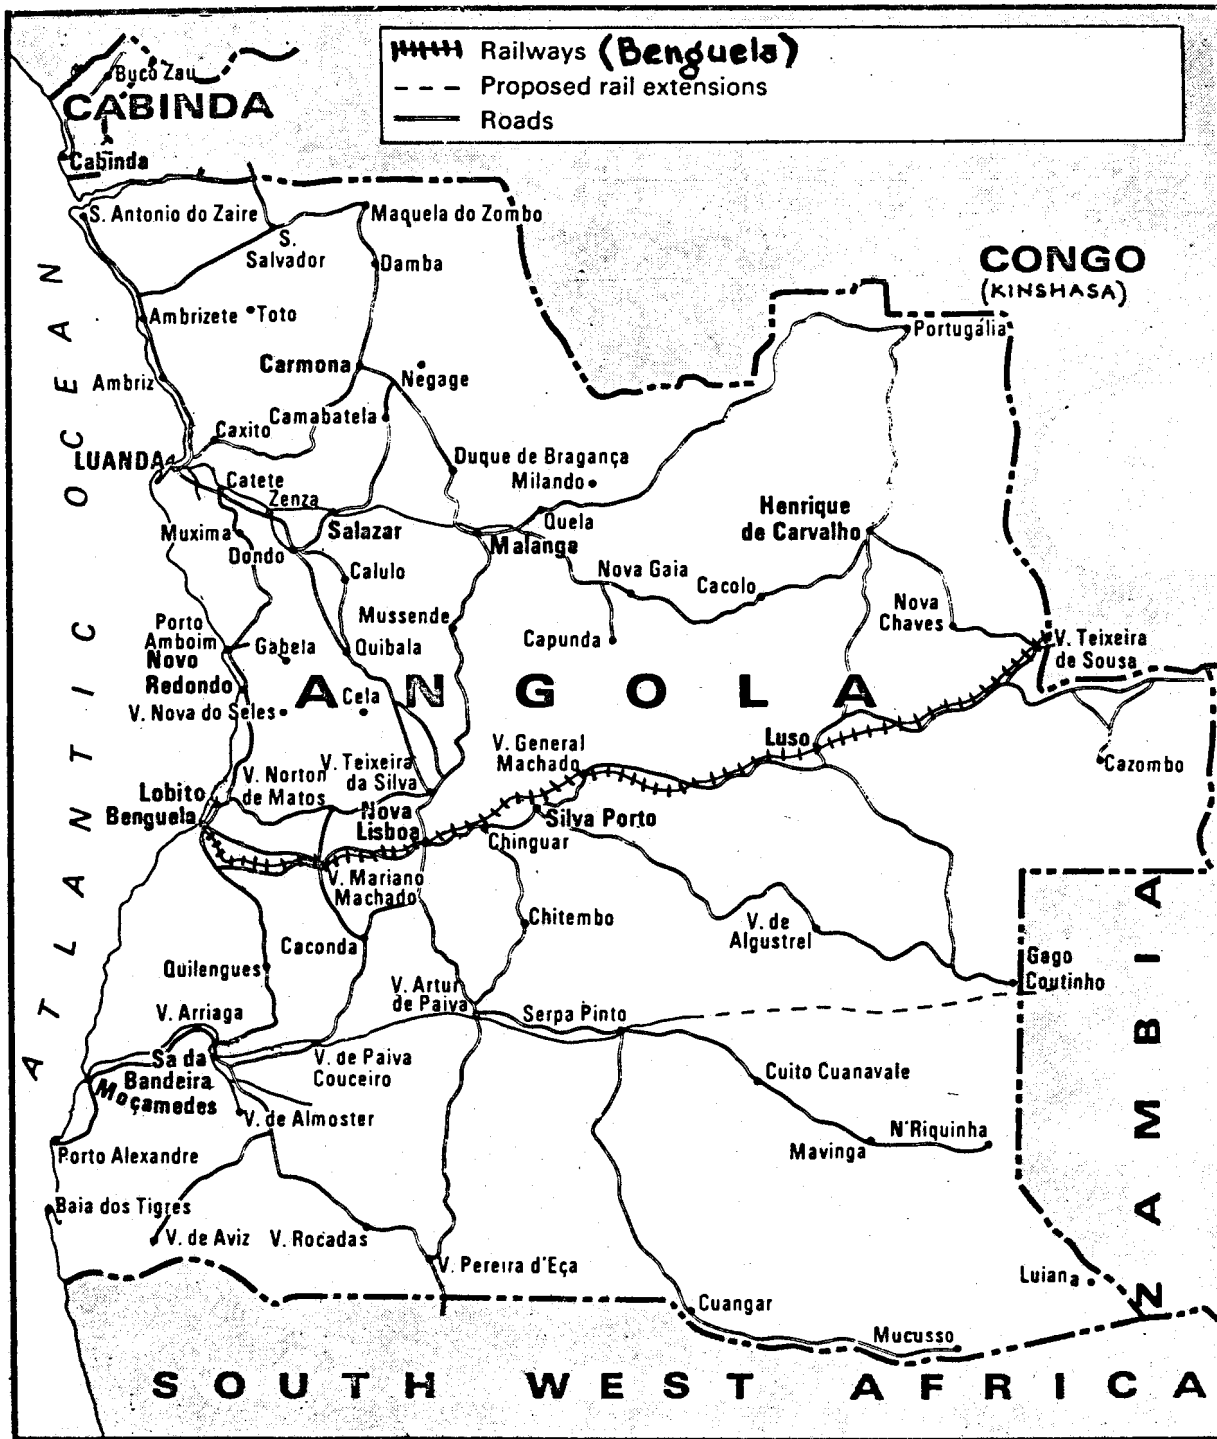 Railways (Benguela)
Proposed rail extensions
Roads
Buco Zau
CABINDA
Cabinda
S. Antonio do Zaire
Maquela do Zombo
S.
Salvador
Damba
CONGO
(KINSHASA)
Ambrizete
Toto
Portugália
Carmona
Negage
Ambriz
Camabatela
Caxito
LUANDA
Duque de Bragança
Milando
Catete
Zenza
Quela
Henrique
de Carvalho
Muxima
Salazar
Malange
Dondo
Calulo
Nova Gaia
Cacolo
Nova
Chaves
Mussende
Porto
Amboim
Gabela
Quibala
Capunda
V. Teixeira
de Sousa
Novo
Redondo
ANGOLA
Cela
V. Nova do Seles
Luso
V. General
Machado
Cazombo
V. Teixeira
da Silva
V. Norton
de Matos
Lobito
Benguela
Nova
Lisboa
Silva Porto
Chinguar
V. Mariano
Machado
Chitembo
V. de
Algustrel
Caconda
Gago
Coutinho
Quilengues
V. Artur
de Paiva
Serpa Pinto
V. Arriaga
Sa da
Bandeira
V. de Paiva
Couceiro
Moçamedes
Cuito Cuanavale
V. de Almoster
N'Riquinha
Mavinga
Porto Alexandre
Baia dos Tigres
V. de Aviz
V. Rocadas
V. Pereira d'Eça
Luiana
Cuangar
Mucusso
ATLANTIC OCEAN
ZAMBIA
SOUTH WEST AFRICA